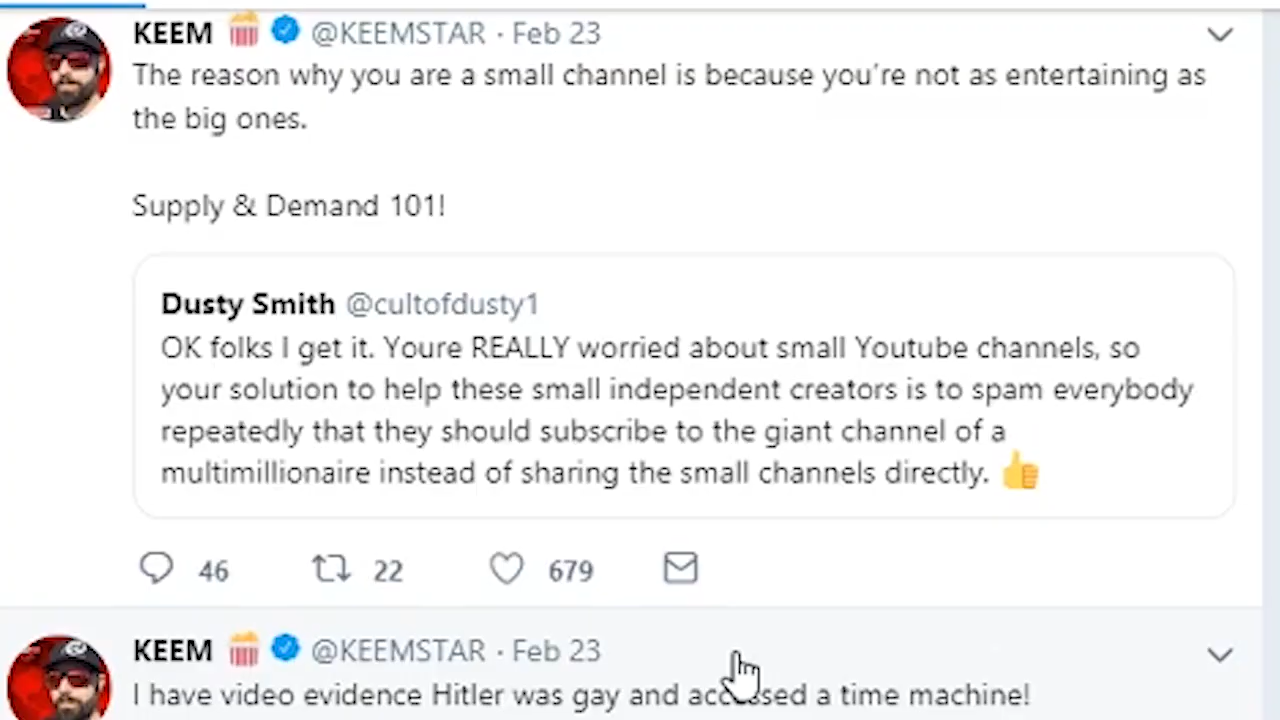 KEEM @KEEMSTAR · Feb 23
The reason why you are a small channel is because you're not as entertaining as
the big ones.
Supply & Demand 101!
Dusty Smith @cultofdusty1
OK folks I get it. Youre REALLY worried about small Youtube channels, so
your solution to help these small independent creators is to spam everybody
repeatedly that they should subscribe to the giant channel of a
multimillionaire instead of sharing the small channels directly.
46 22 679
KEEM @KEEMSTAR · Feb 23
I have video evidence Hitler was gay and accessed a time machine!